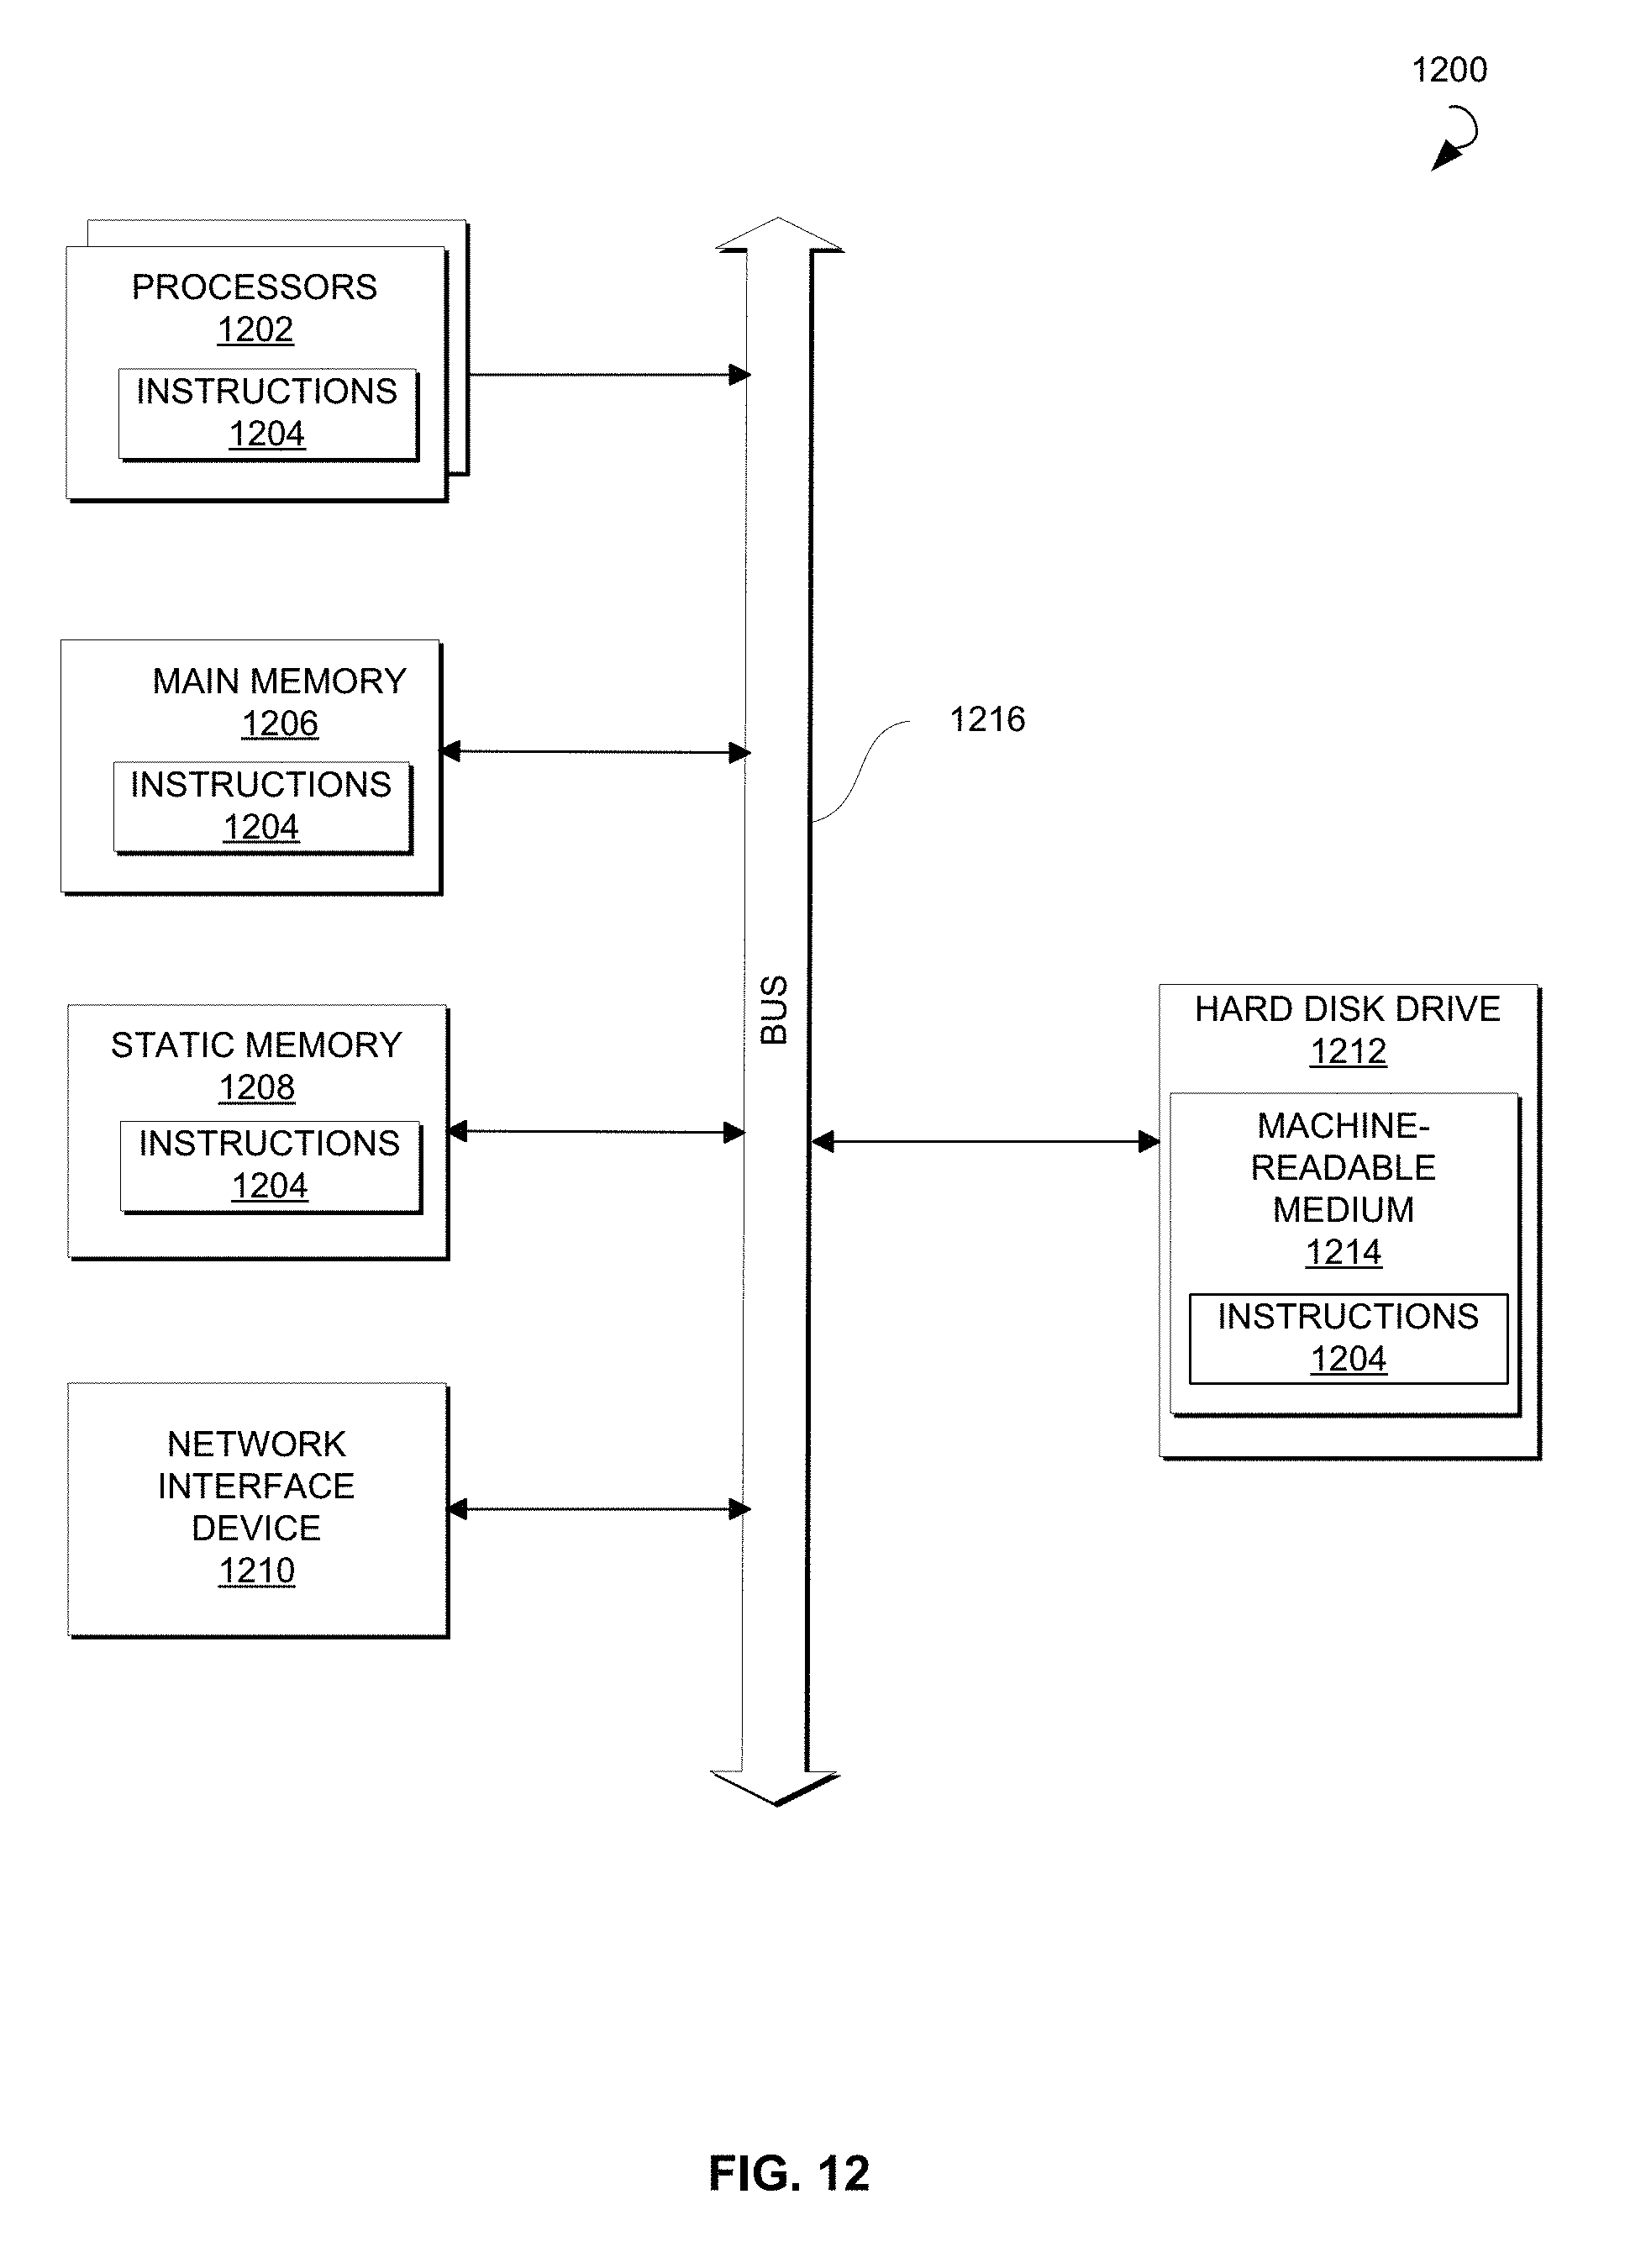 1200
PROCESSORS
1202
INSTRUCTIONS
1204
MAIN MEMORY
1206
INSTRUCTIONS
1204
1216
BUS
STATIC MEMORY
1208
INSTRUCTIONS
1204
HARD DISK DRIVE
1212
MACHINE-
READABLE
MEDIUM
1214
INSTRUCTIONS
1204
NETWORK
INTERFACE
DEVICE
1210
FIG. 12